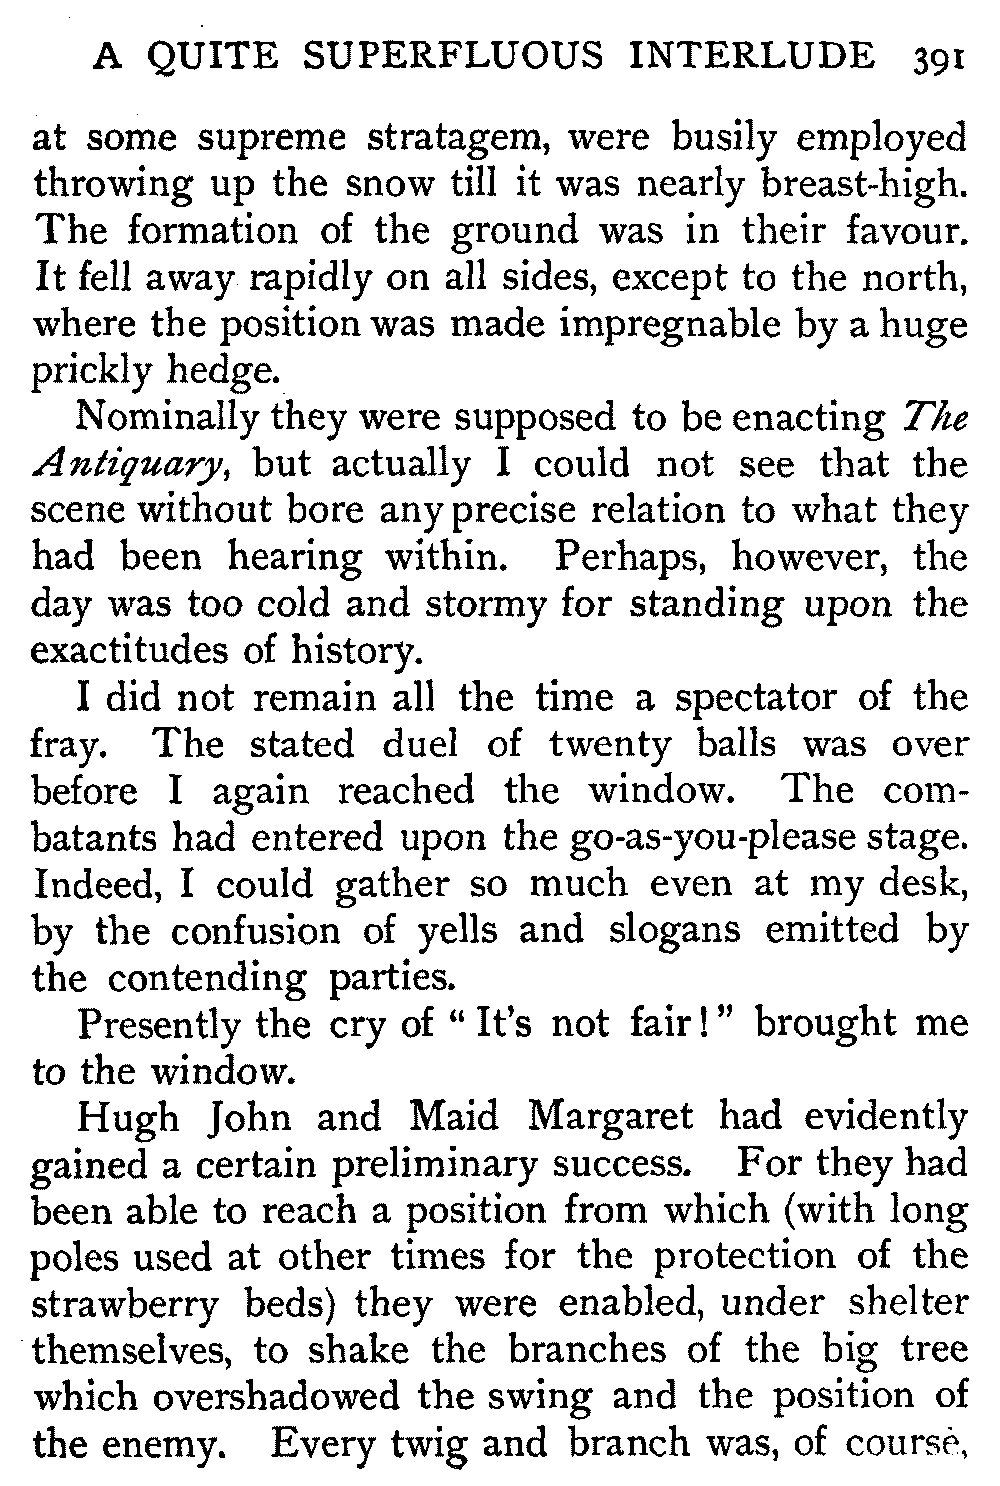 A QUITE SUPERFLUOUS INTERLUDE 391
at some supreme stratagem, were busily employed
throwing up the snow till it was nearly breast-high.
The formation of the ground was in their favour.
It fell away rapidly on all sides, except to the north,
where the position was made impregnable by a huge
prickly hedge.
Nominally they were supposed to be enacting The
Antiquary, but actually I could not see that the
scene without bore any precise relation to what they
had been hearing within. Perhaps, however, the
day was too cold and stormy for standing upon the
exactitudes of history.
I did not remain all the time a spectator of the
fray. The stated duel of twenty balls was over
before I again reached the window. The com-
batants had entered upon the go-as-you-please stage.
Indeed, I could gather so much even at my desk,
by the confusion of yells and slogans emitted by
the contending parties.
Presently the cry of “It's not fair!” brought me
to the window.
Hugh John and Maid Margaret had evidently
gained a certain preliminary success. For they had
been able to reach a position from which (with long
poles used at other times for the protection of the
strawberry beds) they were enabled, under shelter
themselves, to shake the branches of the big tree
which overshadowed the swing and the position of
the enemy. Every twig and branch was, of course,